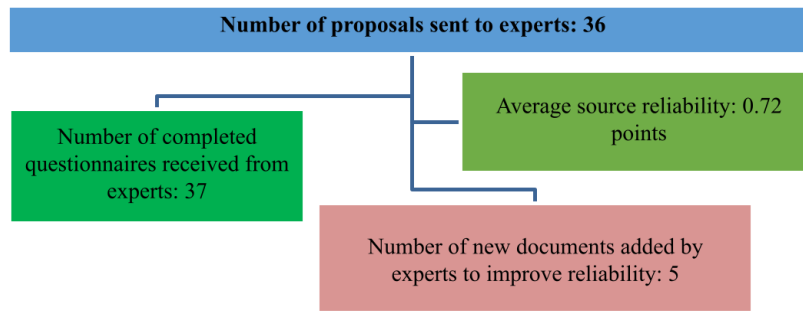 Number of proposals sent to experts: 36
Average source reliability: 0.72
points
Number of completed
questionnaires received from
experts: 37
Number of new documents added by
experts to improve reliability: 5